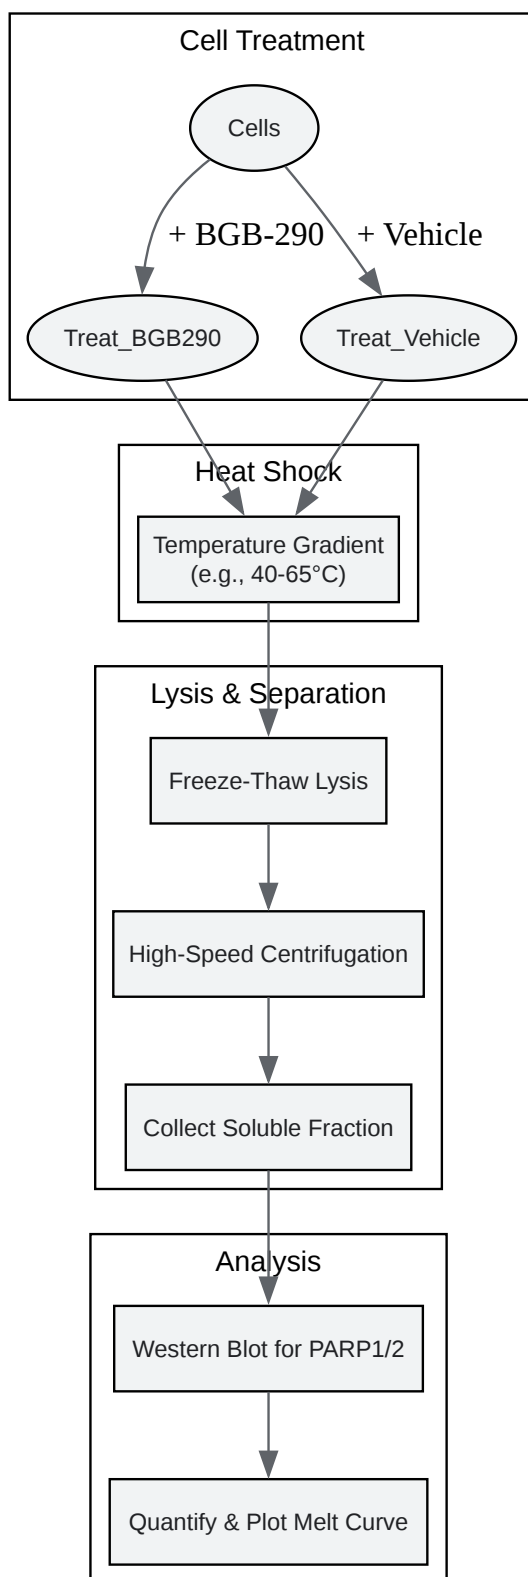 Cell Treatment
Cells
+ BGB-290
+ Vehicle
Treat_BGB290
Treat_Vehicle
Heat Shock
Temperature Gradient
(e.g., 40-65°C)
Lysis & Separation
Freeze-Thaw Lysis
High-Speed Centrifugation
Collect Soluble Fraction
Analysis
Western Blot for PARP1/2
Quantify & Plot Melt Curve